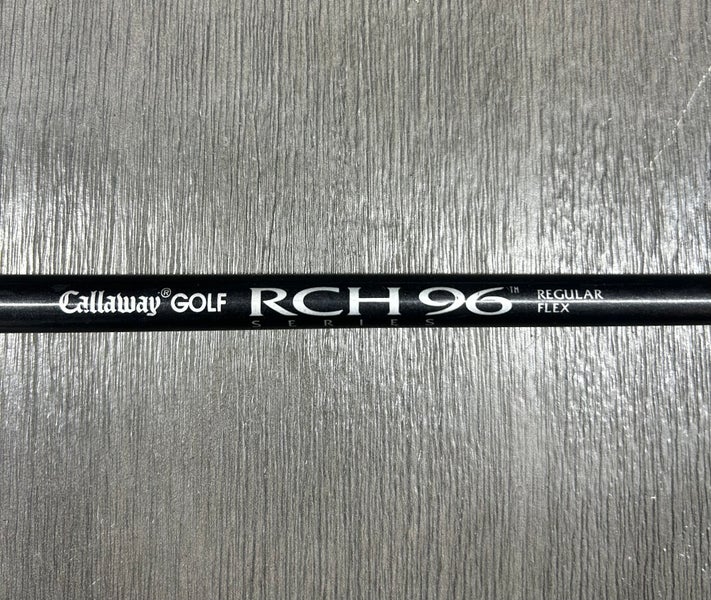 Callaway® GOLF RCH 96™ REGULAR
SERIES FLEX